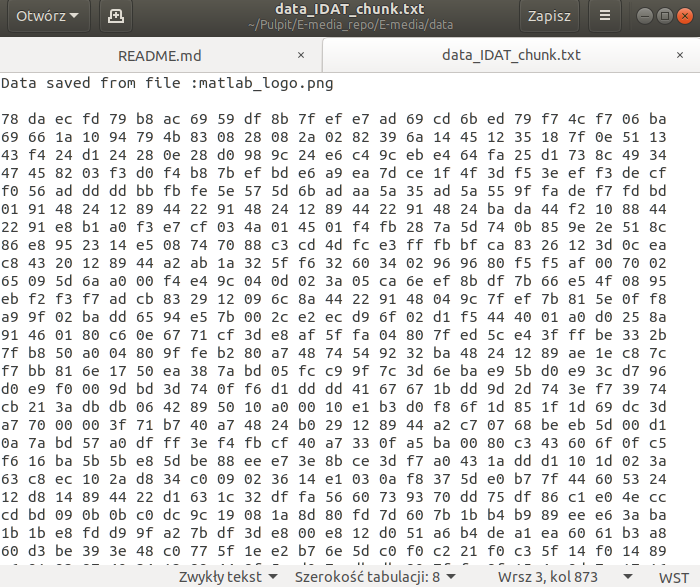 Otwórz
data_IDAT_chunk.txt
~/Pulpit/E-media_repo/E-media/data
Zapisz
README.md
data_IDAT_chunk.txt
Data saved from file :matlab_logo.png
78 da ec fd 79 b8 ac 69 59 df 8b 7f ef e7 ad 69 cd 6b ed 79 f7 4c f7 06 ba
69 66 1a 10 94 79 4b 83 08 28 08 2a 02 82 39 6a 14 45 12 35 18 7f 0e 51 13
43 f4 24 d1 24 28 0e 28 d0 98 9c 24 e6 c4 9c eb e4 64 fa 25 d1 73 8c 49 34
47 45 82 03 f3 d0 f4 b8 7b ef bd e6 a9 ea 7d ce 1f 4f 3d f5 3e ef f3 de cf
f0 56 ad dd dd bb fb fe 5e 57 5d 6b ad aa 5a 35 ad 5a 55 9f fa de f7 fd bd
01 91 48 24 12 89 44 22 91 48 24 12 89 44 22 91 48 24 ba da 44 f2 10 88 44
22 91 e8 b1 a0 f3 e7 cf 03 4a 01 45 01 f4 fb 28 7a 5d 74 0b 85 9e 2e 51 8c
86 e8 95 23 14 e5 08 74 70 88 c3 cd 4d fc e3 ff fb bf ca 83 26 12 3d 0c ea
c8 43 20 12 89 44 a2 ab 1a 32 5f f6 32 60 34 02 96 96 80 f5 f5 af 00 70 02
65 09 5d 6a a0 00 f4 e4 9c 04 0d 02 3a 05 ca 6e ef 8b df 7b 66 e5 4f 08 95
eb f2 f3 f7 ad cb 83 29 12 09 6c 8a 44 22 91 48 04 9c 7f ef 7b 81 5e 0f f8
a9 9f 02 ba dd 65 94 e5 7b 00 2c e2 ec d9 6f 02 d1 f5 44 40 01 a0 d0 25 8a
91 46 01 80 c6 0e 67 71 cf 3d e8 af 5f fa 04 80 7f ed 5c e4 3f ff be 33 2b
7f b8 50 a0 04 80 9f fe b2 80 a7 48 74 54 92 32 ba 48 24 12 89 ae 1e c8 7c
f7 bb 81 6e 17 50 ea 38 7a bd 05 fc c9 9f 7c 3d 6e ba e9 5b d0 e9 3c d7 96
d0 e9 f0 00 9d bd 3d 74 0f f6 d1 dd dd 41 67 67 1b dd 9d 2d 74 3e f7 39 74
cb 21 3a db db 06 42 89 50 10 a0 00 10 e1 b3 d0 f8 6f 1d 85 1f 1d 69 dc 3d
a7 70 00 00 3f 71 b7 40 a7 48 24 b0 29 12 89 44 a2 c7 07 68 be eb 5d 00 d1
0a 7a bd 57 a0 df ff 3e f4 fb cf 40 a7 33 0f a5 ba 00 80 c3 43 60 6f 0f c5
f6 16 ba 5b 5b e8 5d be 88 ee e7 3e 8b ce 3d f7 a0 43 1a dd d1 10 1d 02 3a
63 c8 ec 10 2a d8 34 c0 09 02 36 14 e1 03 0a f8 37 5d e0 b7 7f 44 60 53 24
12 d8 14 89 44 22 d1 63 1c 32 df fa 56 60 73 93 70 dd 75 df 86 c1 e0 4e cc
cd bd 09 0b 0b c0 dc 9c 19 08 1a 8d 80 fd 7d 60 7b 1b b4 b9 89 ee e6 3a ba
1b 1b e8 fd d9 9f a2 7b df 3d e8 00 e8 12 d0 51 a6 b4 de a1 ea 60 61 b3 a8
60 d3 be 39 3e 48 c0 77 5f 1e e2 b7 6e 5d c0 f0 c2 21 f0 c3 5f 14 f0 14 89
Zwykły tekst
Szerokość tabulacji: 8
Wrsz 3, kol 873
WST